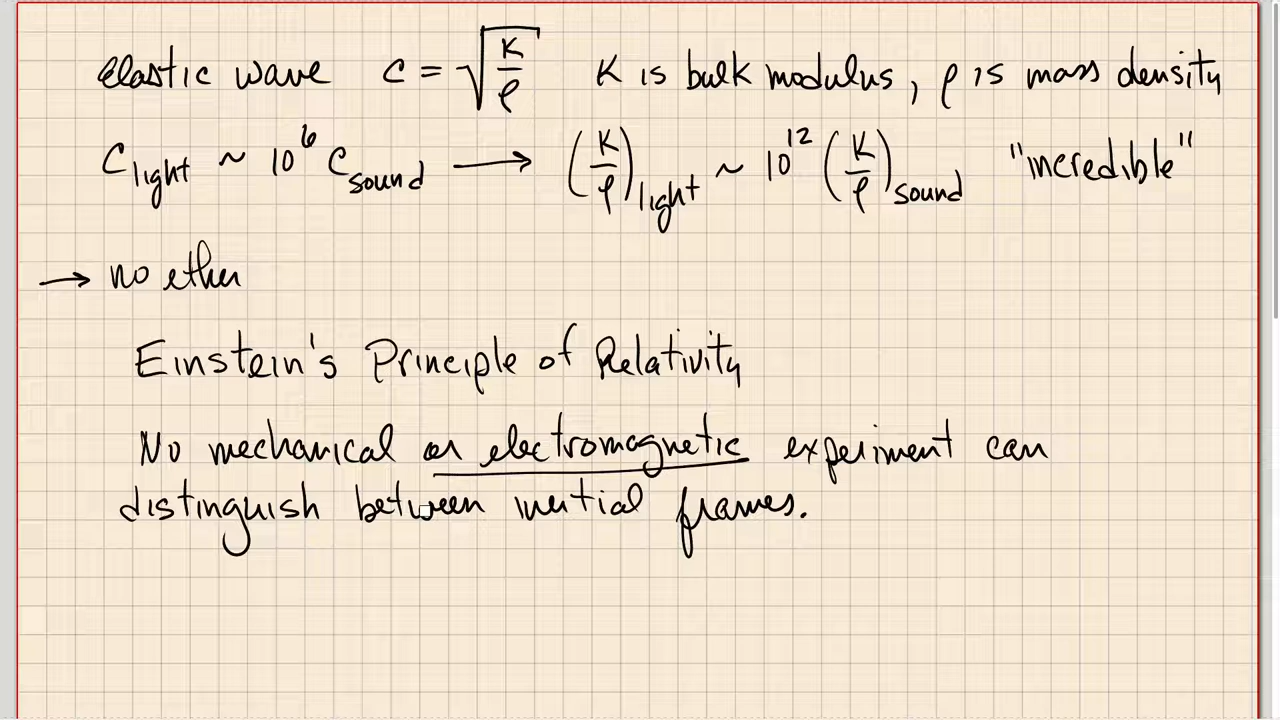 elastic wave c = √(K/ρ) K is bulk modulus, ρ is mass density
C_light ~ 10^6 C_sound → (K/ρ)_light ~ 10^12 (K/ρ)_sound "incredible"
→ no ether
Einstein's Principle of Relativity
No mechanical or electromagnetic experiment can
distinguish between inertial frames.